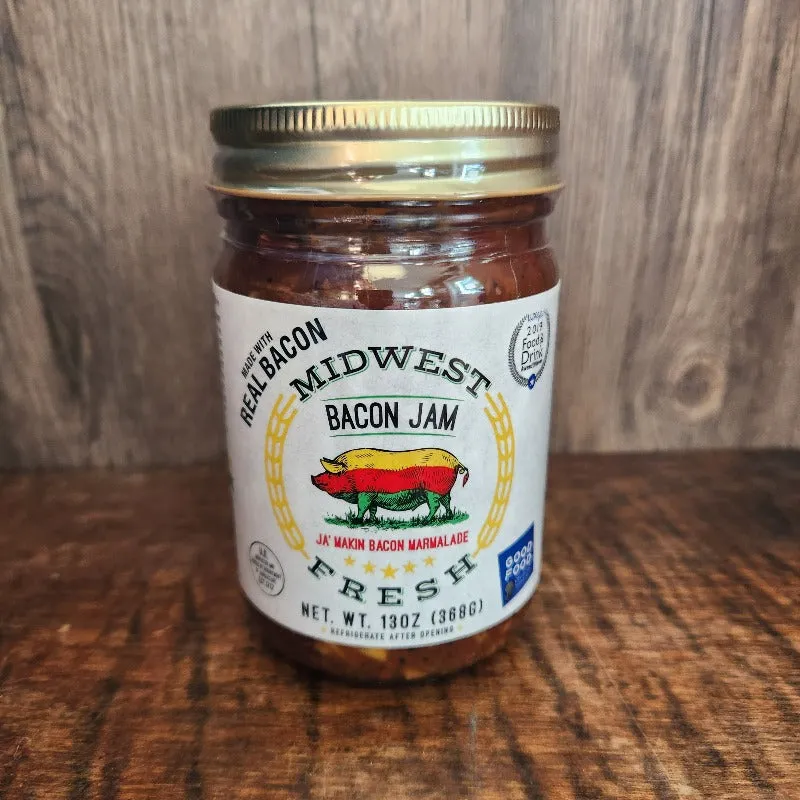 MADE WITH
REAL BACON
MIDWEST
BACON JAM
JA' MAKIN BACON MARMALADE
FRESH
NET. WT. 13OZ (368G)
REFRIGERATE AFTER OPENING
2019
Food &
Drink
GOOD
FOOD
U.S.